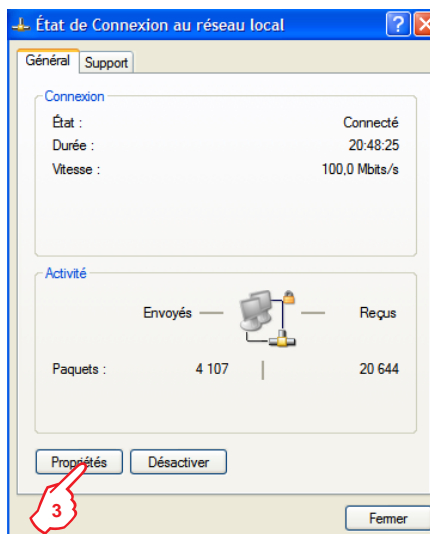 État de Connexion au réseau local
Général Support
Connexion
État : Connecté
Durée : 20:48:25
Vitesse : 100,0 Mbits/s
Activité
Envoyés — — Reçus
Paquets : 4 107 | 20 644
Propriétés Désactiver
3
Fermer